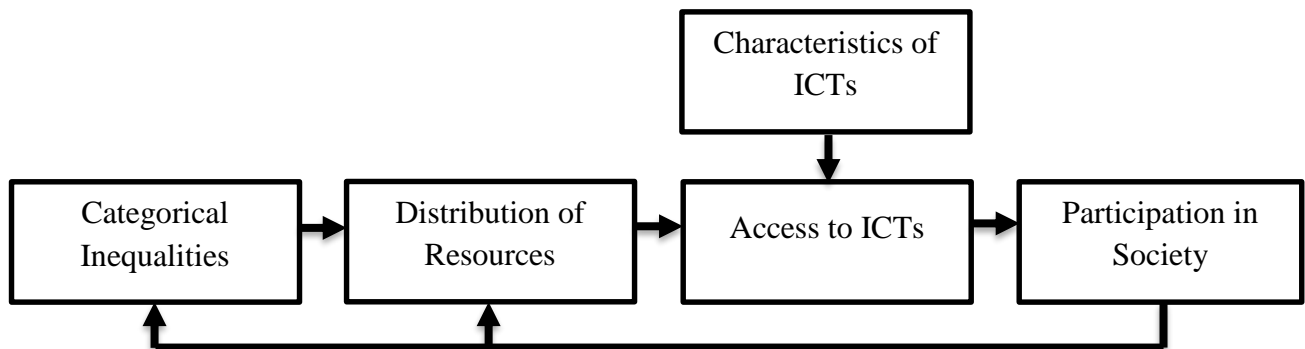 Characteristics of
ICTs
Categorical
Inequalities
Distribution of
Resources
Access to ICTs
Participation in
Society